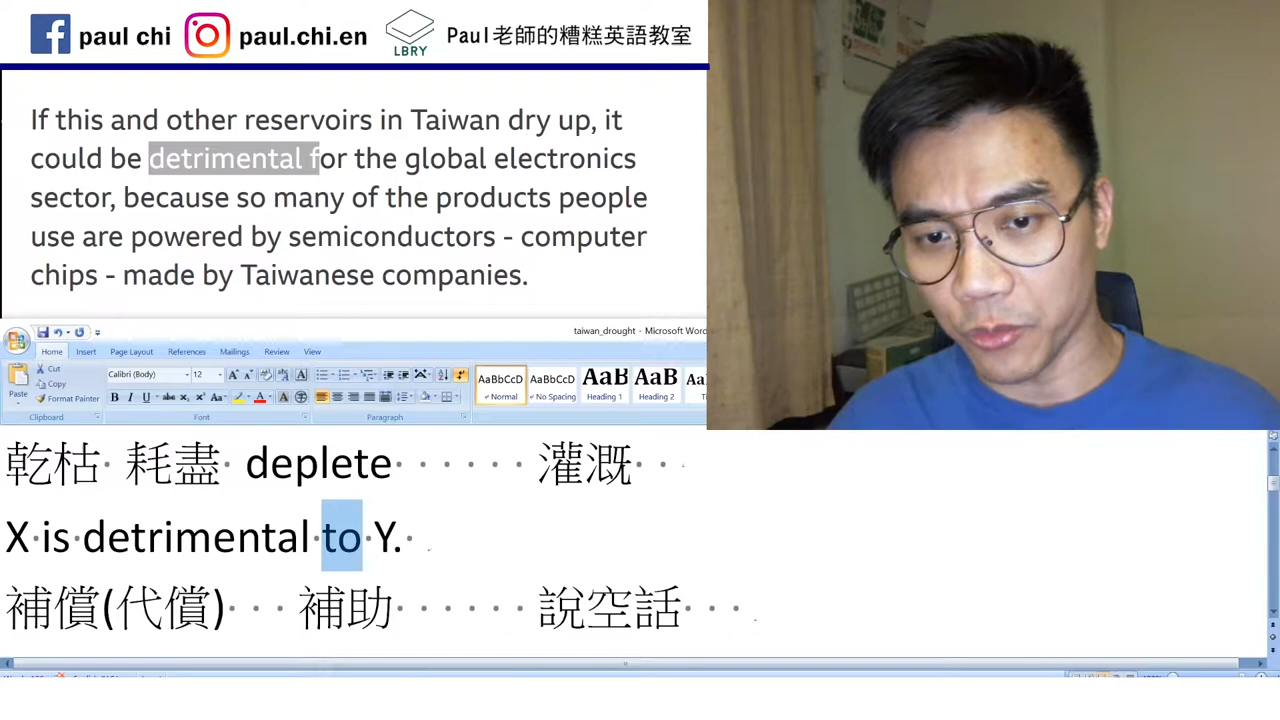 paul chi paul.chi.en LBRY Paul老師的糟糕英語教室
If this and other reservoirs in Taiwan dry up, it
could be detrimental for the global electronics
sector, because so many of the products people
use are powered by semiconductors - computer
chips - made by Taiwanese companies.
taiwan_drought - Microsoft Word
Home Insert Page Layout References Mailings Review View
Paste Cut Copy Format Painter
Calibri (Body) 12
AaBbCcD AaBbCcD AaB AaB
Normal No Spacing Heading 1 Heading 2
Clipboard Font Paragraph
乾枯 耗盡 deplete 灌溉
X is detrimental to Y.
補償(代償) 補助 說空話